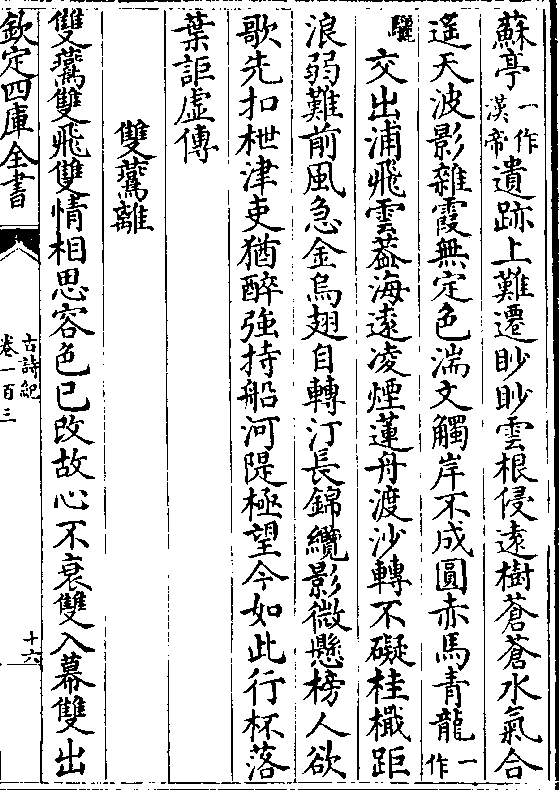 蘇亭一作漢帝遺跡上難遷眇眇雲根侵遠樹蒼蒼水氣合
遥天波影雜霞無定色湍文觸岸不成圓赤馬青龍一作
驪交出浦飛雲葢海遠凌煙蓮舟渡沙轉不礙桂檝距
浪弱難前風急金烏翅自轉汀長錦纜影微懸榜人欲
歌先扣枻津吏猶醉強持船河隄極望今如此行杯落
葉詎虛傳
雙鷰離
雙鷰雙飛雙情相思容色已改故心不衰雙入幕雙出
欽定四庫全書
古詩紀
卷一百三
十六